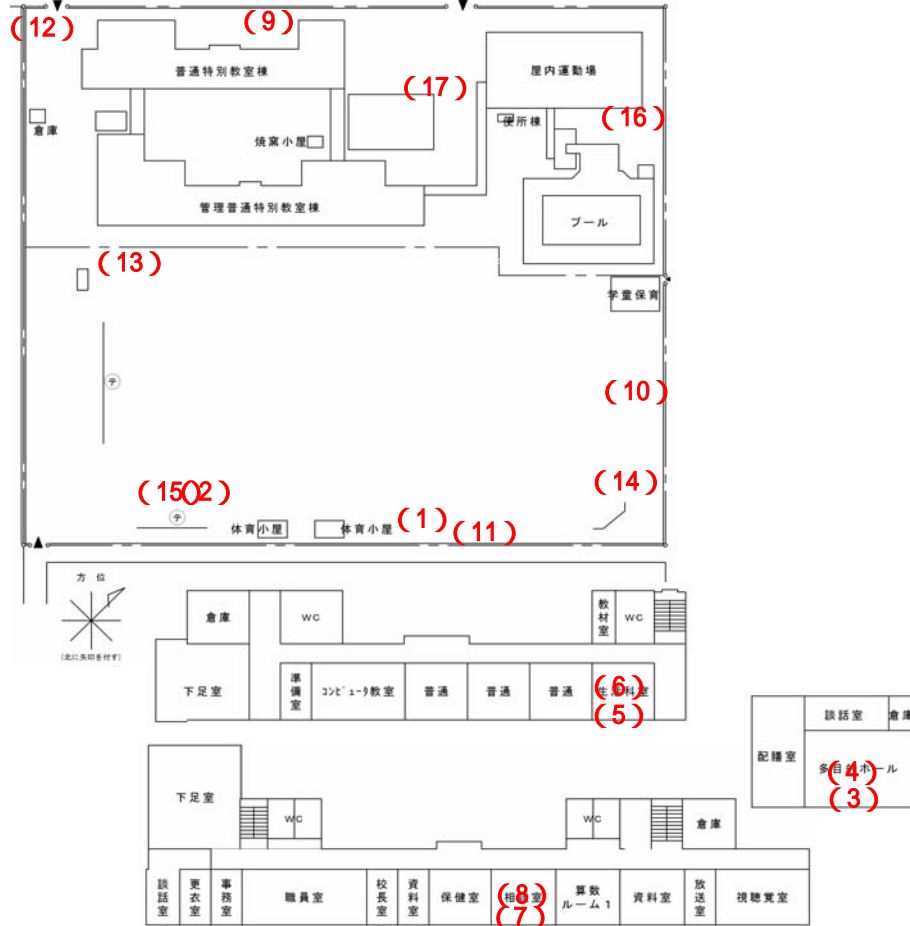 (12)
(9)
普通特別教室棟
屋内運動場
(17)
(16)
倉庫
便所棟
焼窯小屋
管理普通特別教室棟
プール
(13)
学童保育
テ
(10)
(14)
(15)(2)
テ
体育小屋
体育小屋
(1)
(11)
方位
(北に矢印を付す)
倉庫
WC
教材室
WC
下足室
準備室
コンピュータ教室
普通
普通
普通
生活科室
(6)
(5)
談話室
倉庫
配膳室
多目的ホール
(4)
(3)
下足室
WC
WC
倉庫
談話室
更衣室
事務室
職員室
校長室
資料室
保健室
相談室
(8)
(7)
算数
ルーム1
資料室
放送室
視聴覚室